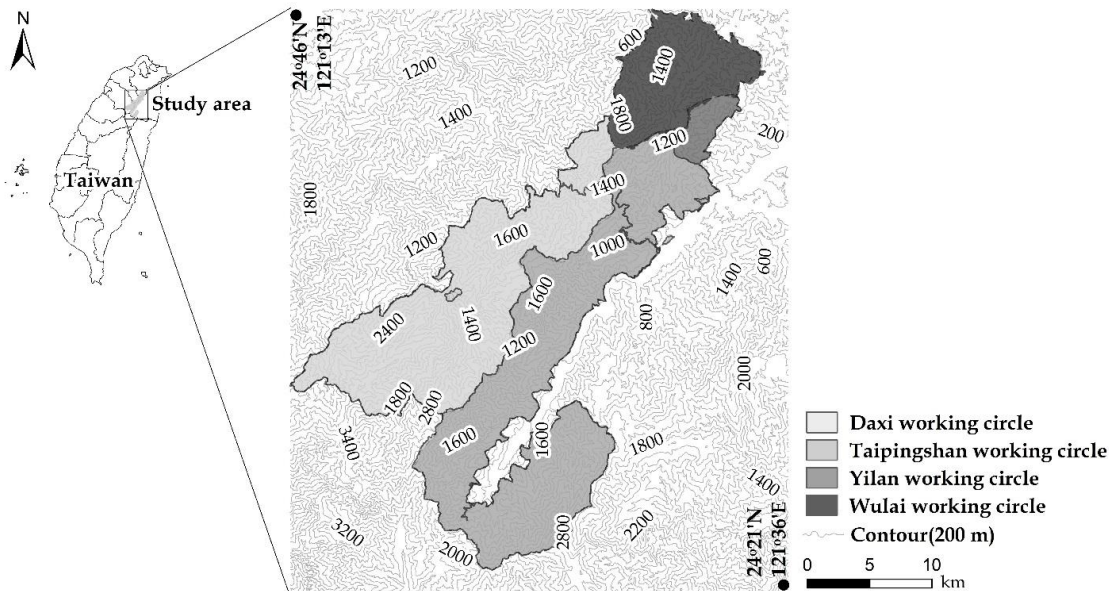 N
Study area
Taiwan
24°46'N
121°13'E
600
1200
1400
1400
1800
200
1200
1800
1400
1200
1600
1000
1400
600
1600
2400
1400
800
1200
2000
1800
2800
3400
1600
1600
1800
1400
3200
2000
2800
2200
24°21'N
121°36'E
Daxi working circle
Taipingshan working circle
Yilan working circle
Wulai working circle
Contour(200 m)
0 5 10
km